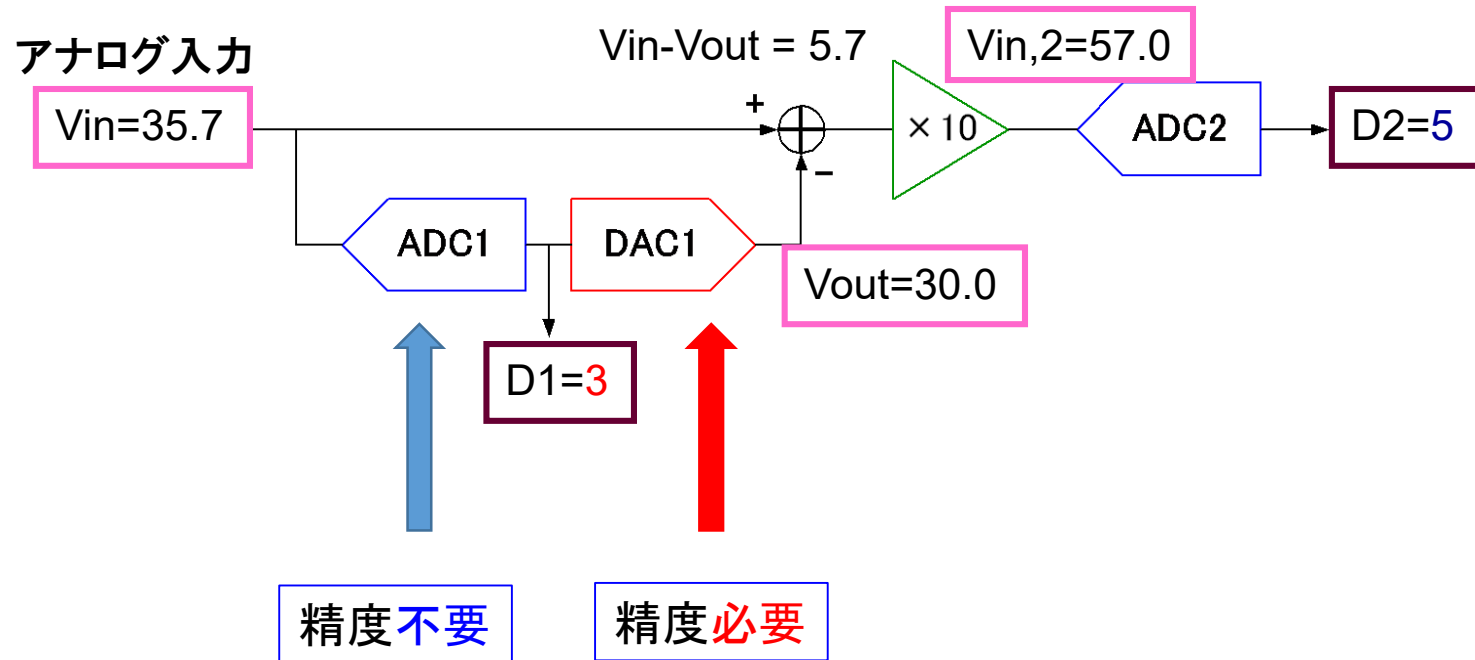 アナログ入力
Vin=35.7
Vin-Vout = 5.7
Vin,2=57.0
+
−
×10
ADC2
D2=5
ADC1
DAC1
Vout=30.0
D1=3
精度不要
精度必要